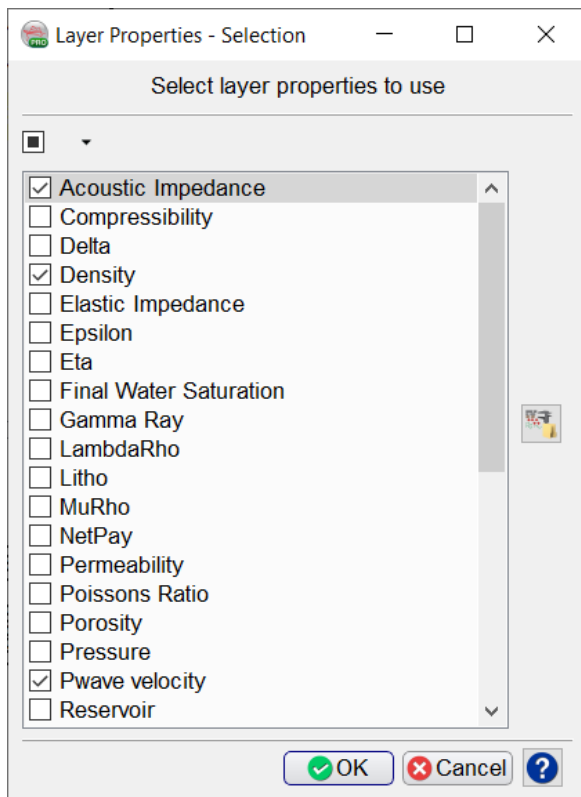 Layer Properties - Selection
Select layer properties to use
Acoustic Impedance
Compressibility
Delta
Density
Elastic Impedance
Epsilon
Eta
Final Water Saturation
Gamma Ray
LambdaRho
Litho
MuRho
NetPay
Permeability
Poissons Ratio
Porosity
Pressure
Pwave velocity
Reservoir
OK Cancel ?